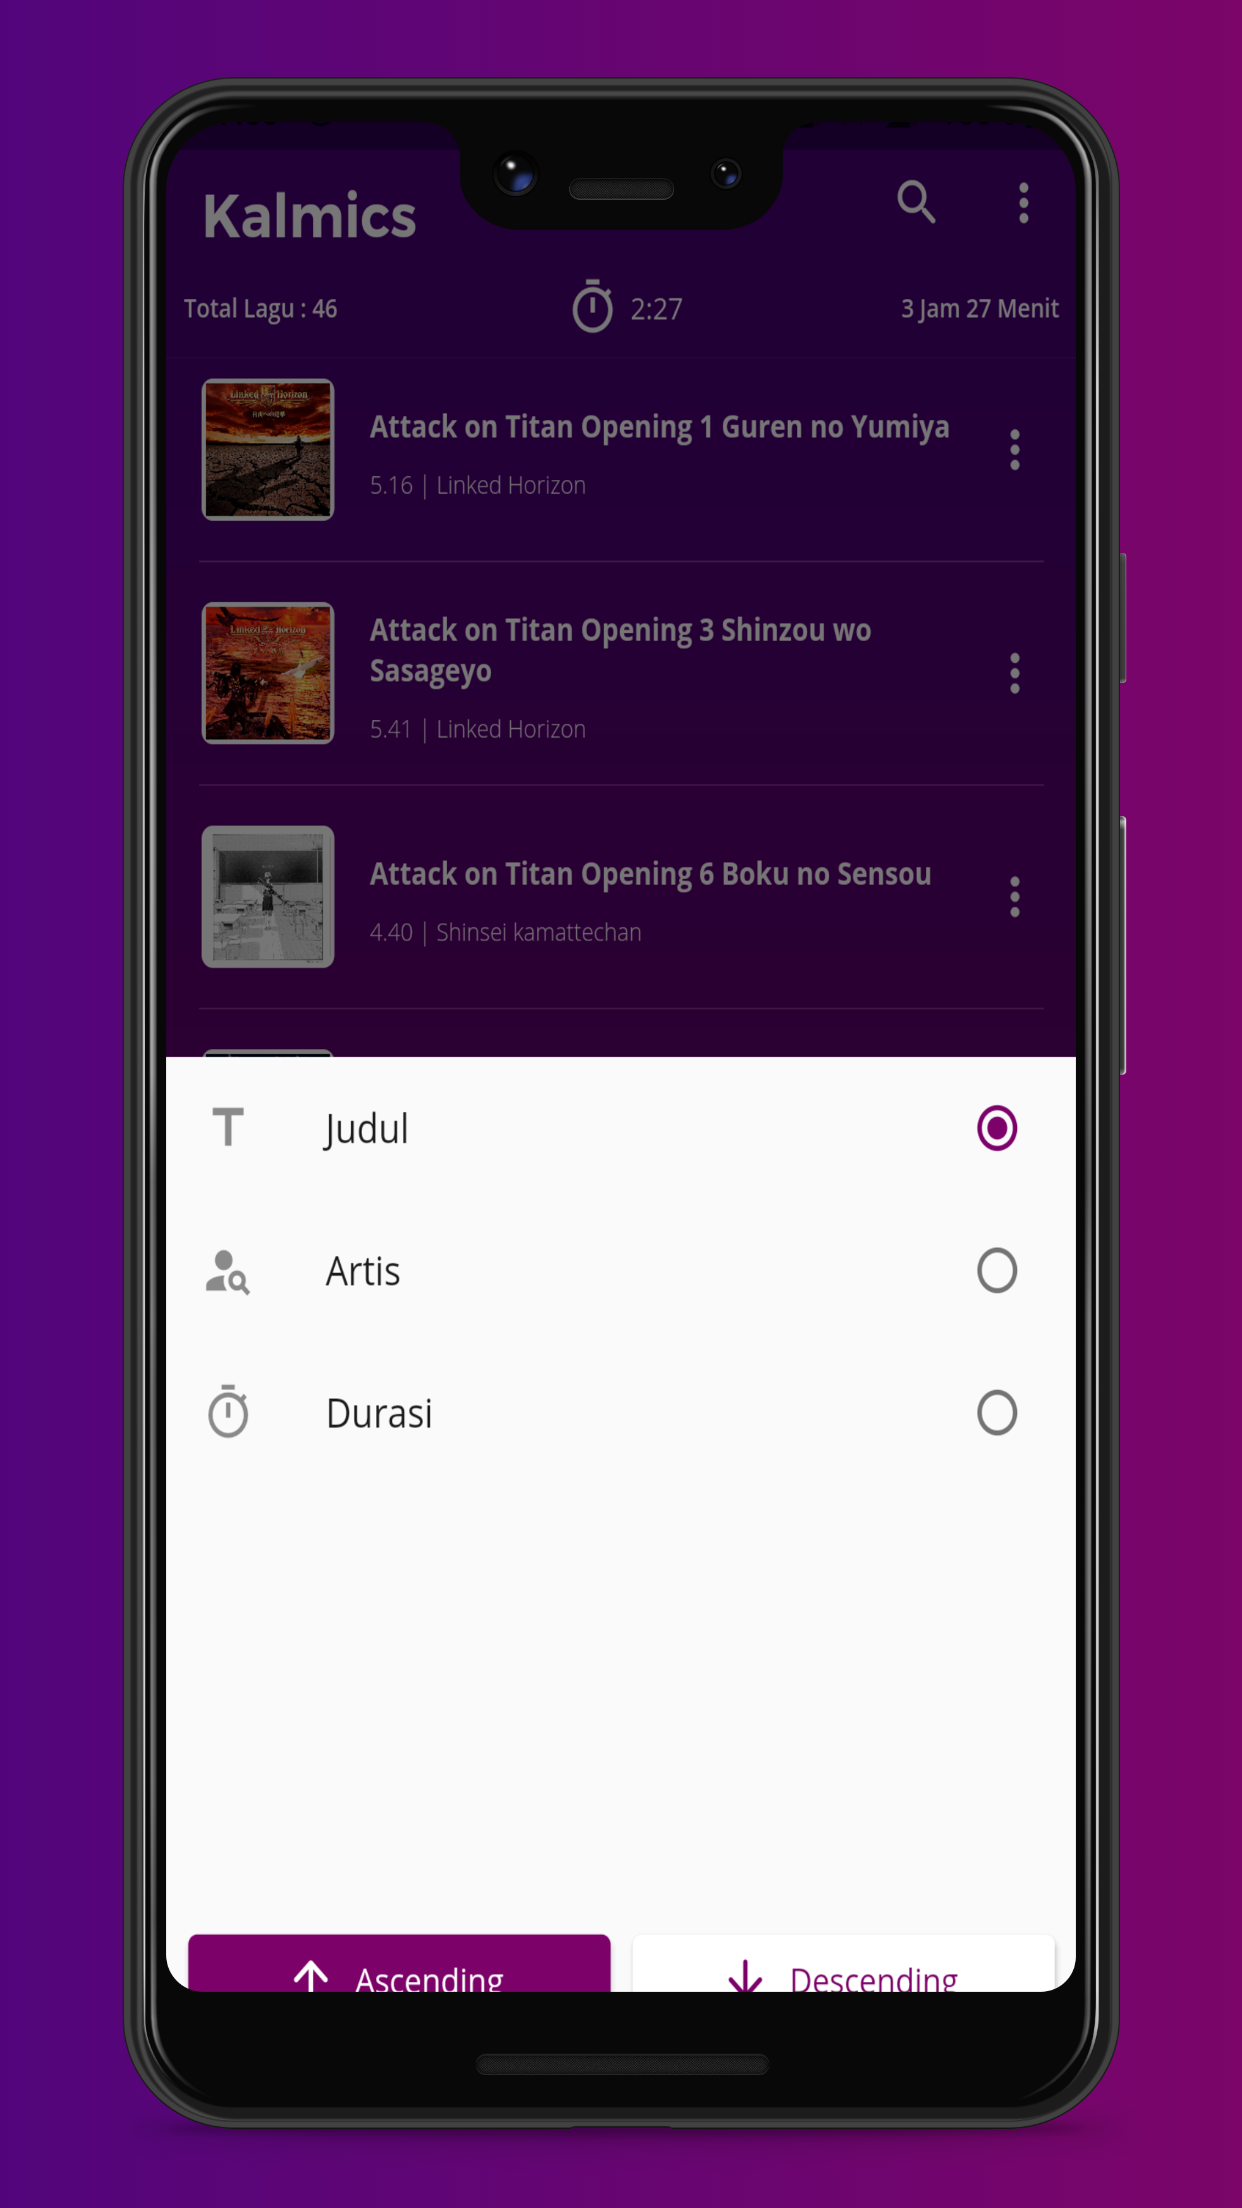 Kalmics
Total Lagu : 46
2:27
3 Jam 27 Menit
Linked Horizon
Attack on Titan Opening 1 Guren no Yumiya
5.16 | Linked Horizon
Linked Horizon
Attack on Titan Opening 3 Shinzou wo
Sasageyo
5.41 | Linked Horizon
Attack on Titan Opening 6 Boku no Sensou
4.40 | Shinsei kamattechan
Judul
Artis
Durasi
Ascending
Descending